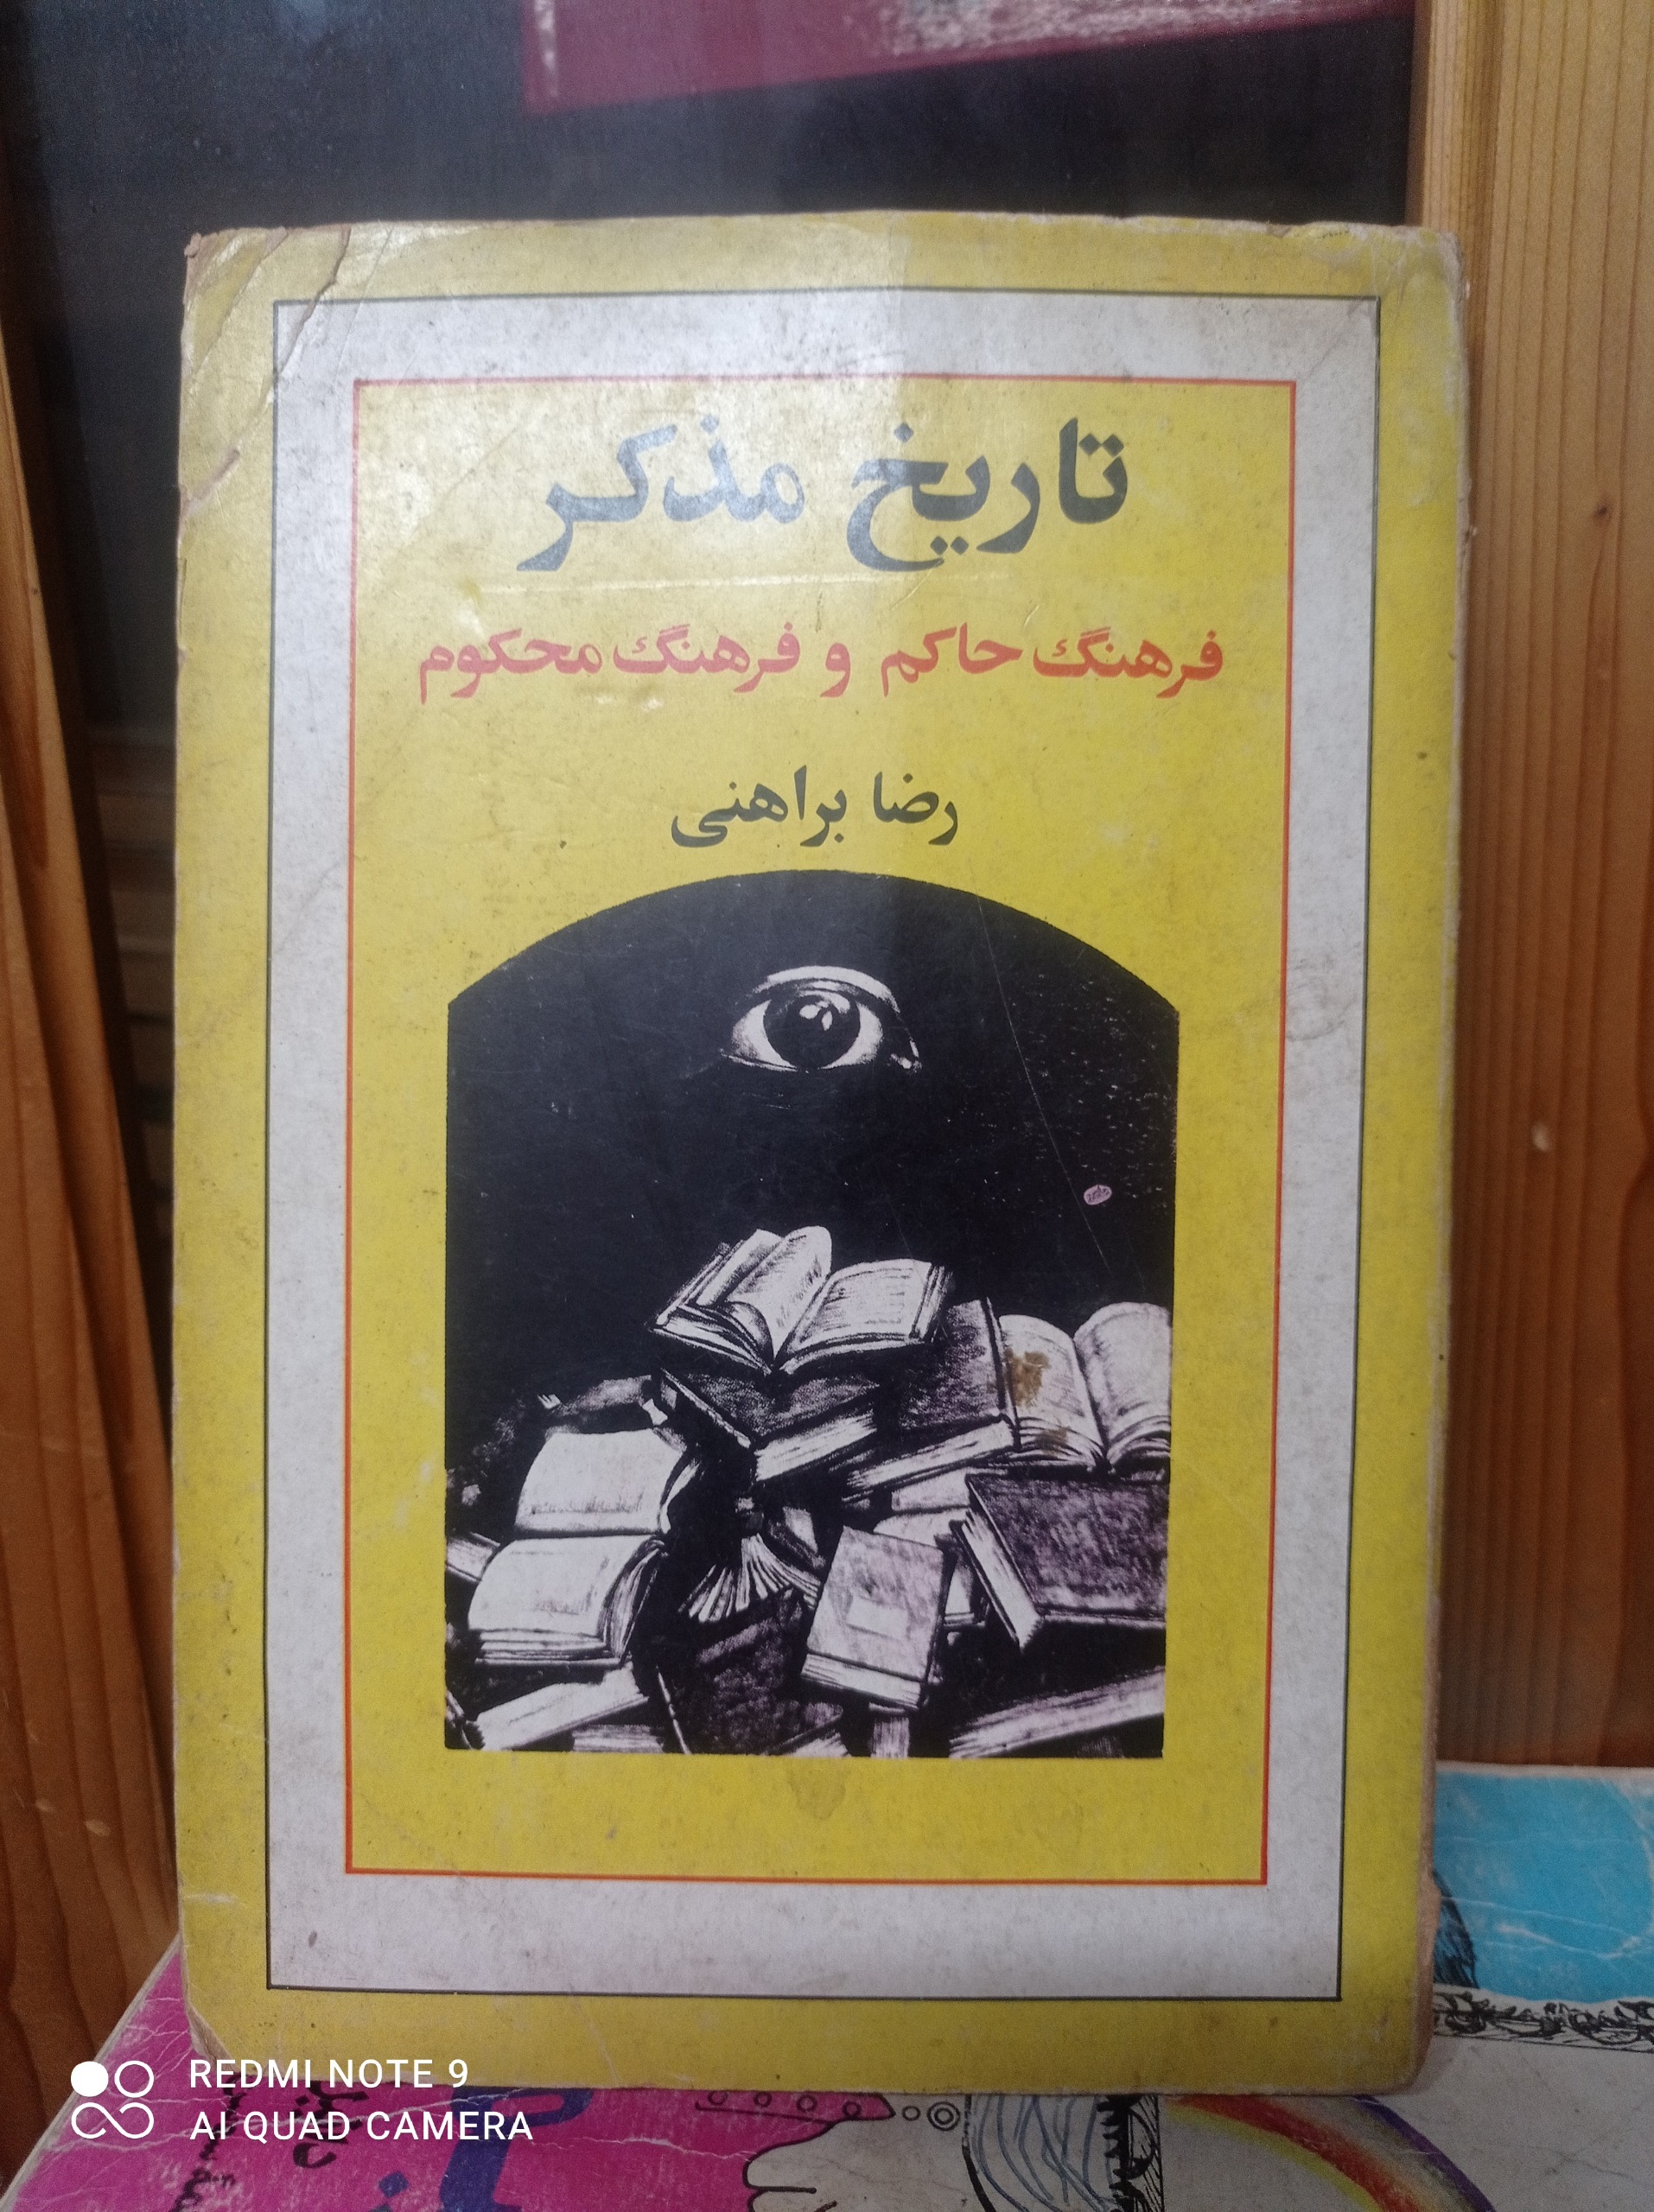 تاریخ مذکر
فرهنگ حاکم و فرهنگ محکوم
رضا براهنی
REDMI NOTE 9
AI QUAD CAMERA